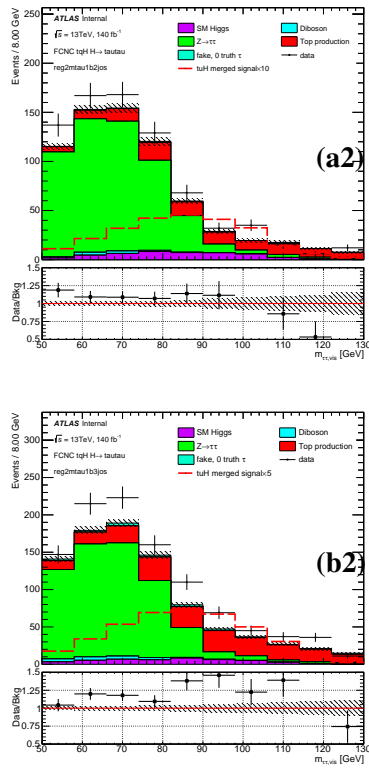 ATLAS Internal
√s = 13TeV, 140 fb⁻¹
FCNC tqH H→ tautau
reg2mtau1b2jos
SM Higgs
Diboson
Z→ττ
Top production
fake, 0 truth τ
data
tuH merged signal×10
Events / 8.00 GeV
250
200
150
100
50
0
(a2)
Data/Bkg
1.5
1.25
1
0.75
0.5
50 60 70 80 90 100 110 120 130
mττ,vis [GeV]
ATLAS Internal
√s = 13TeV, 140 fb⁻¹
FCNC tqH H→ tautau
reg2mtau1b3jos
SM Higgs
Diboson
Z→ττ
Top production
fake, 0 truth τ
data
tuH merged signal×5
Events / 8.00 GeV
300
250
200
150
100
50
0
(b2)
Data/Bkg
1.5
1.25
1
0.75
0.5
50 60 70 80 90 100 110 120 130
mττ,vis [GeV]